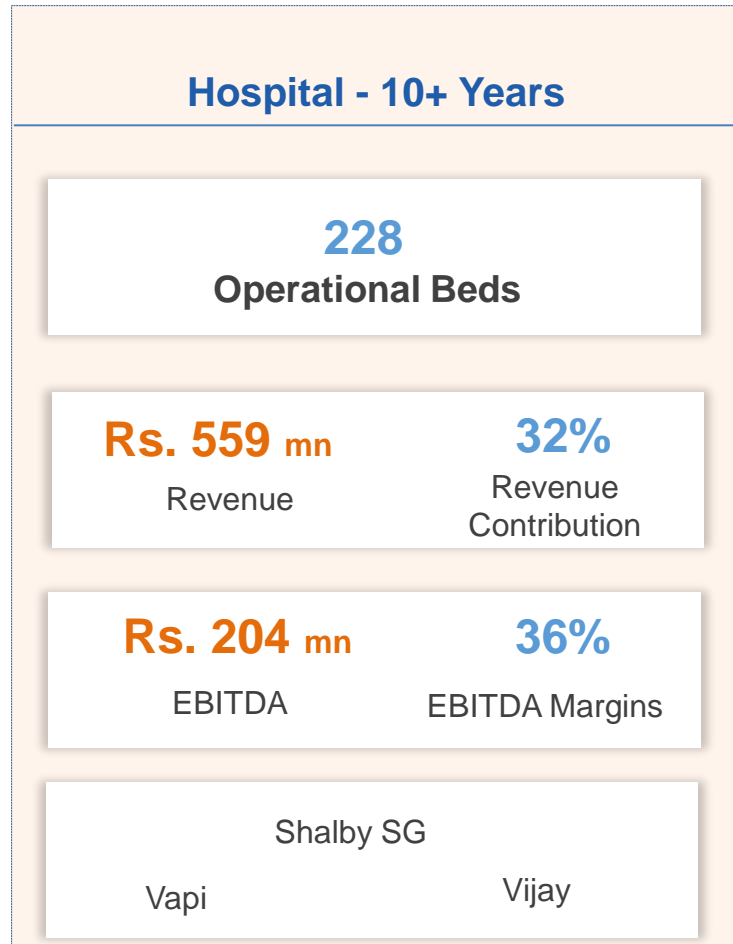 Hospital - 10+ Years
228
Operational Beds
Rs. 559 mn
Revenue
32%
Revenue
Contribution
Rs. 204 mn
EBITDA
36%
EBITDA Margins
Shalby SG
Vapi
Vijay